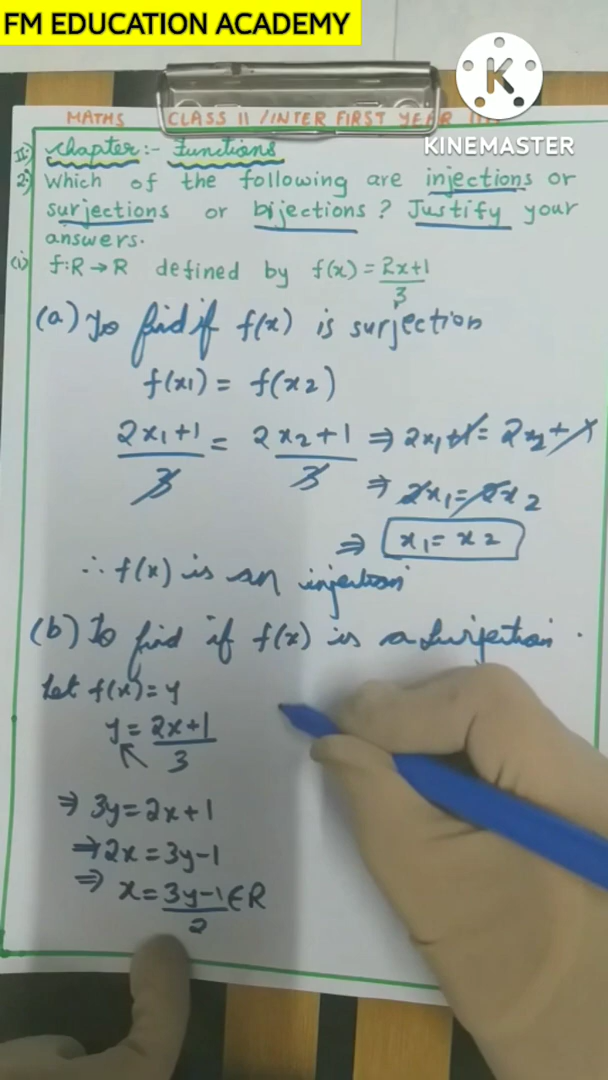 FM EDUCATION ACADEMY
K
KINEMASTER
MATHS CLASS 11 / INTER FIRST YEAR
II) Chapter:- Functions
2) Which of the following are injections or
surjections or bijections? Justify your
answers.
(i) f:R→R defined by f(x) = (2x+1)/3
(a) To find if f(x) is surjection
f(x1) = f(x2)
(2x1+1)/3 = (2x2+1)/3 ⇒ 2x1+1 = 2x2+1
⇒ 2x1 = 2x2
⇒ x1 = x2
∴ f(x) is an injection
(b) To find if f(x) is a surjection.
Let f(x) = y
y = (2x+1)/3
⇒ 3y = 2x+1
⇒ 2x = 3y-1
⇒ x = (3y-1)/2 ∈ R